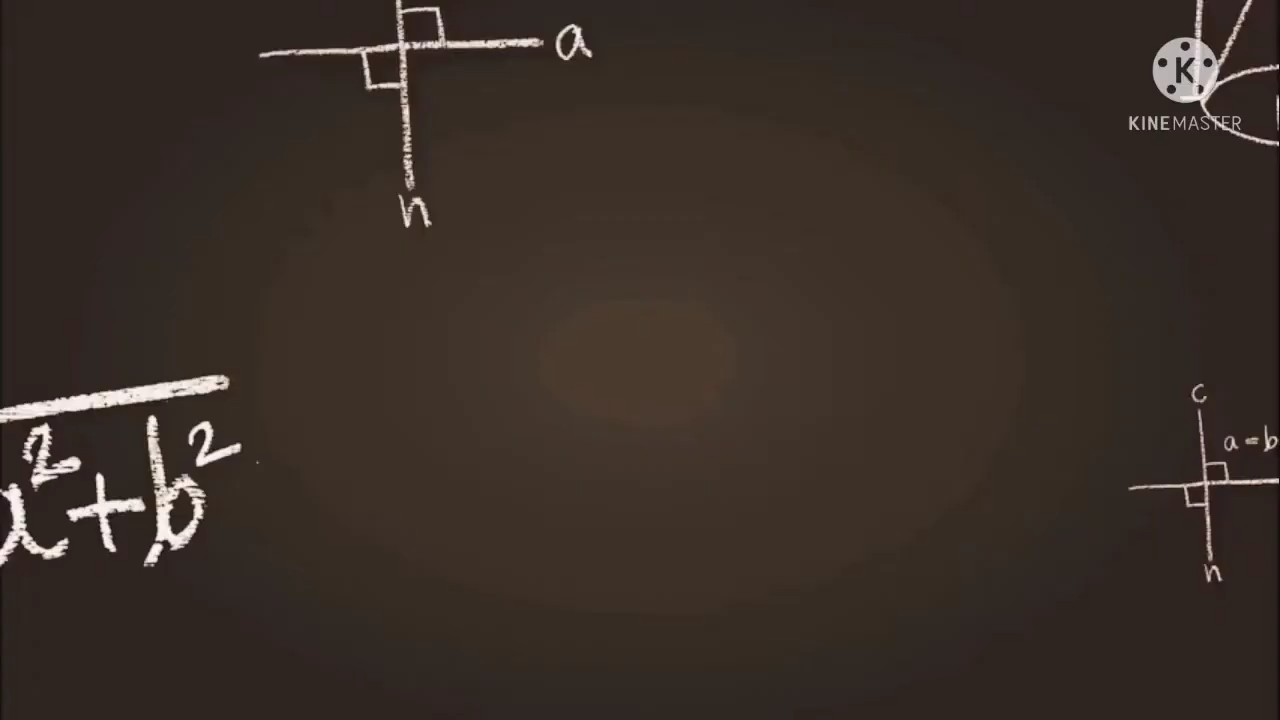 a
K
KINEMASTER
n
c
a = b
a²+b²
n